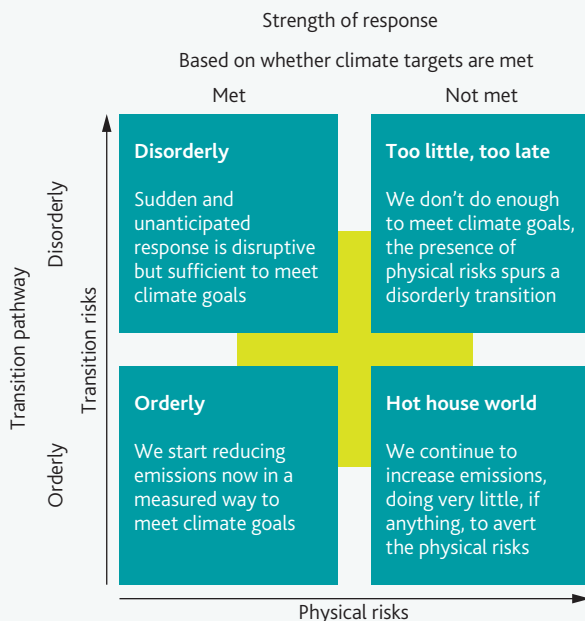 Strength of response
Based on whether climate targets are met
Met
Not met
Transition pathway
Disorderly
Orderly
Transition risks
Disorderly
Sudden and
unanticipated
response is disruptive
but sufficient to meet
climate goals
Too little, too late
We don’t do enough
to meet climate goals,
the presence of
physical risks spurs a
disorderly transition
Orderly
We start reducing
emissions now in a
measured way to
meet climate goals
Hot house world
We continue to
increase emissions,
doing very little, if
anything, to avert
the physical risks
Physical risks